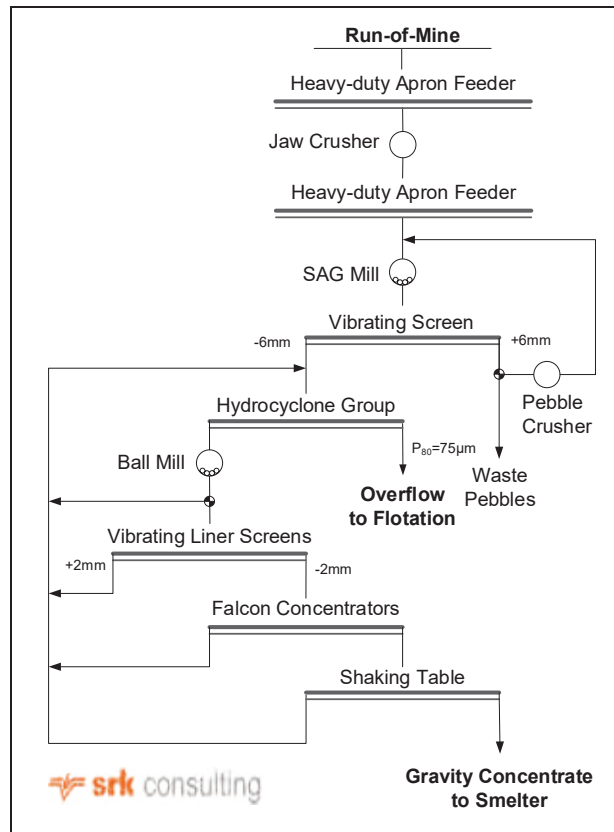 Run-of-Mine
Heavy-duty Apron Feeder
Jaw Crusher
Heavy-duty Apron Feeder
SAG Mill
Vibrating Screen
-6mm
+6mm
Pebble
Crusher
Hydrocyclone Group
Ball Mill
P80=75µm
Waste
Pebbles
Overflow
to Flotation
Vibrating Liner Screens
+2mm
-2mm
Falcon Concentrators
Shaking Table
Gravity Concentrate
to Smelter
srk consulting